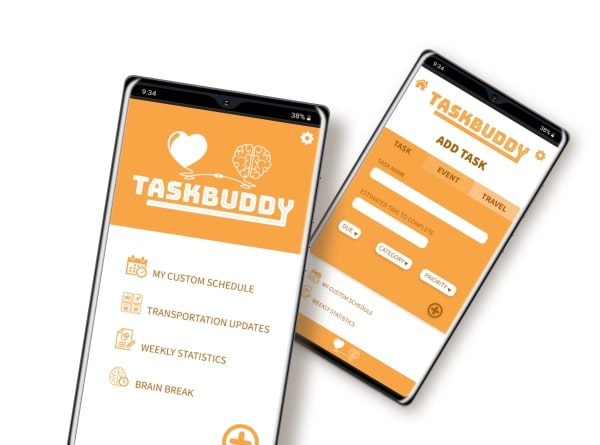 9:34
38%
TASKBUDDY
MY CUSTOM SCHEDULE
TRANSPORTATION UPDATES
WEEKLY STATISTICS
BRAIN BREAK
9:34
38%
TASKBUDDY
ADD TASK
TASK
EVENT
TRAVEL
TASK NAME
ESTIMATED TIME TO COMPLETE
DUE
CATEGORY
PRIORITY
MY CUSTOM SCHEDULE
WEEKLY STATISTICS